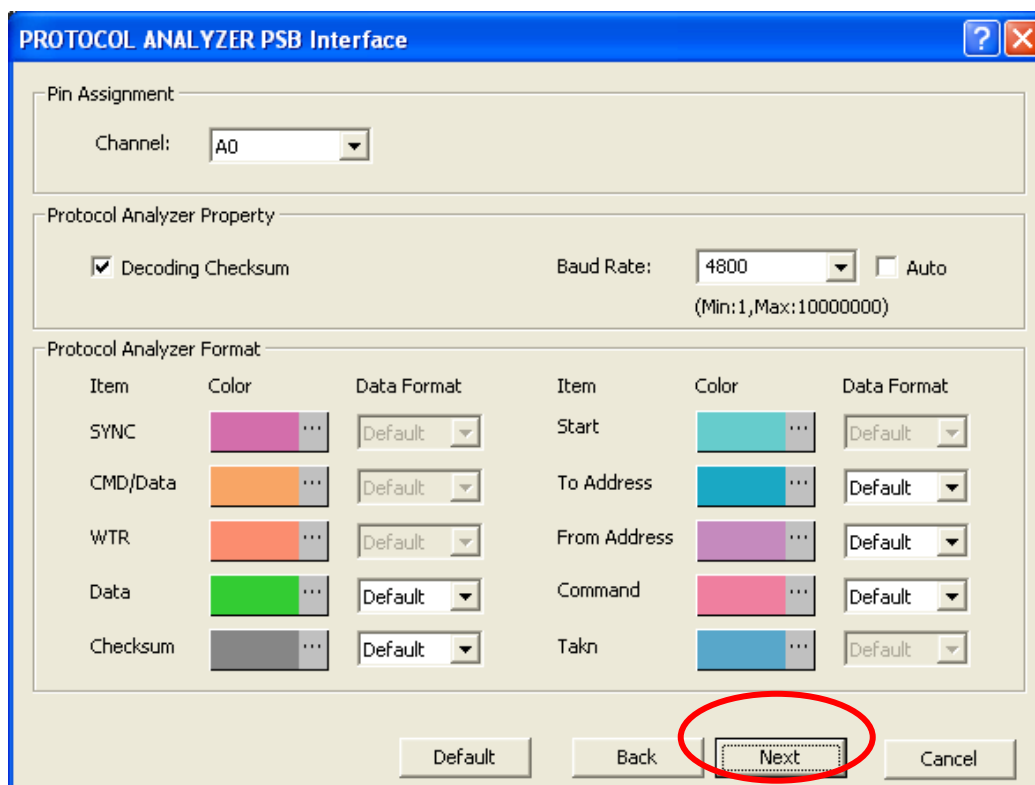 PROTOCOL ANALYZER PSB Interface
Pin Assignment
Channel: A0
Protocol Analyzer Property
Decoding Checksum Baud Rate: 4800 Auto
(Min:1,Max:10000000)
Protocol Analyzer Format
Item Color Data Format Item Color Data Format
SYNC ... Default Start ... Default
CMD/Data ... Default To Address ... Default
WTR ... Default From Address ... Default
Data ... Default Command ... Default
Checksum ... Default Takn ... Default
Default Back Next Cancel